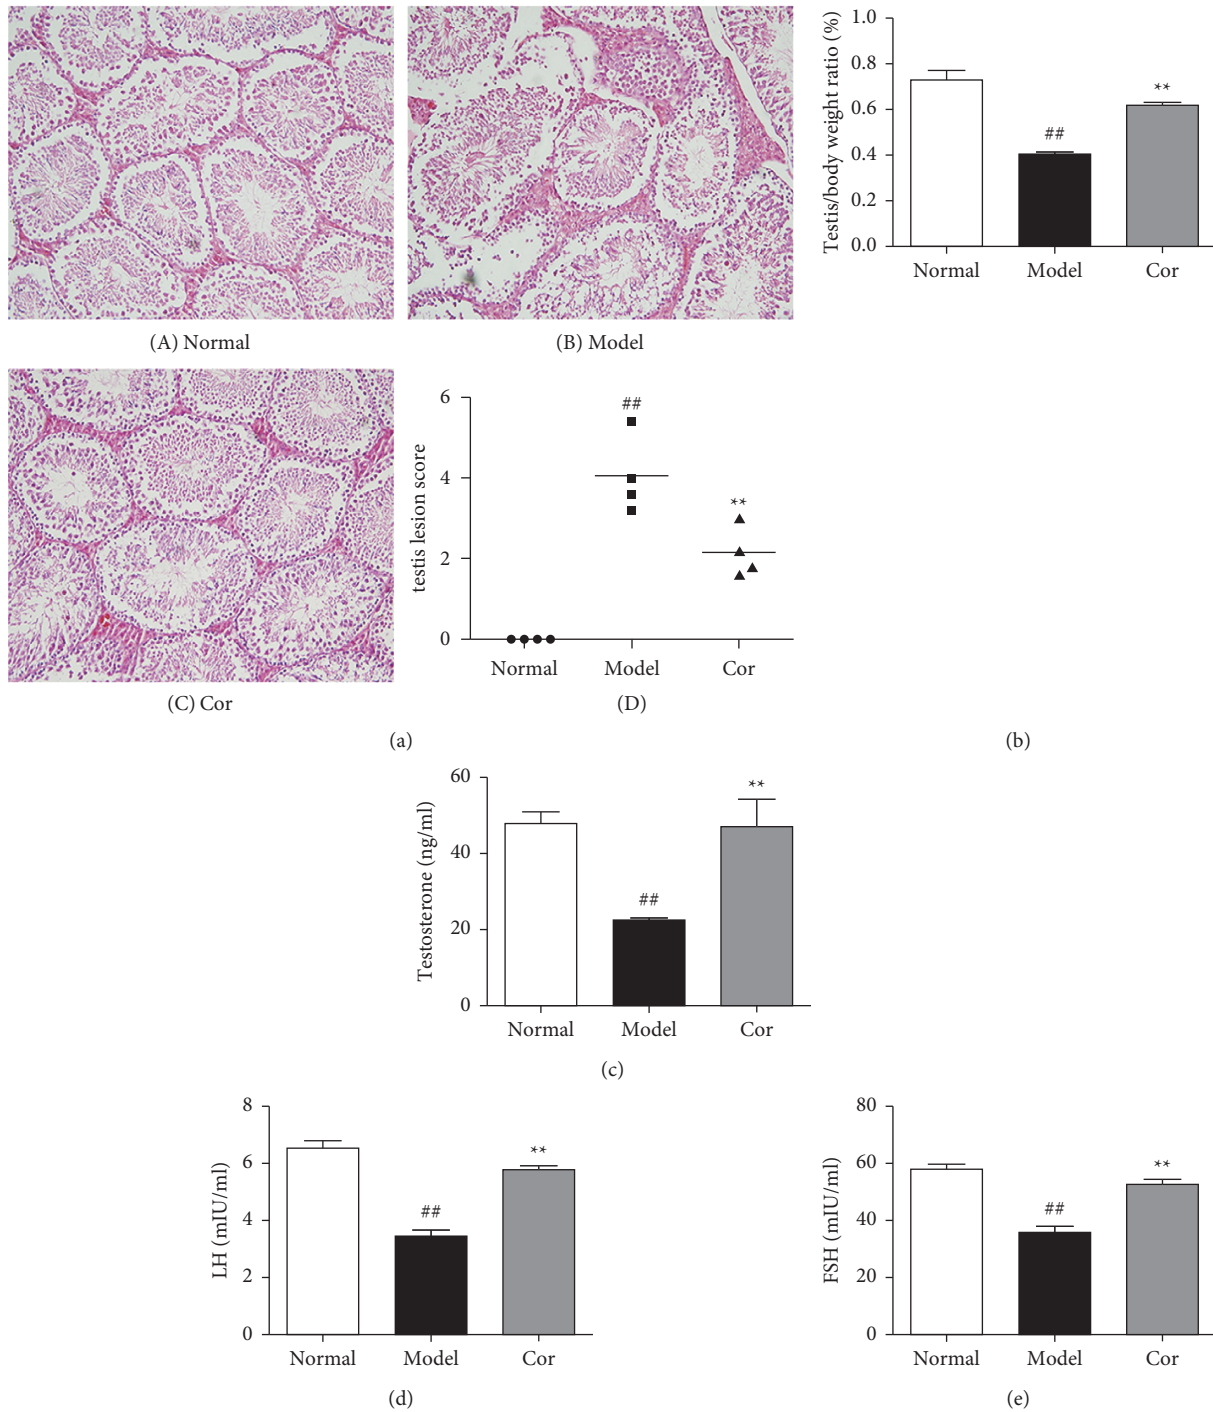 (A) Normal
(B) Model
Testis/body weight ratio (%)
1.0
0.8
0.6
0.4
0.2
0.0
##
**
Normal Model Cor
(C) Cor
testis lesion score
6
4
2
0
##
**
Normal Model Cor
(D)
(a)
(b)
Testosterone (ng/ml)
60
40
20
0
##
**
Normal Model Cor
(c)
LH (mIU/ml)
8
6
4
2
0
##
**
Normal Model Cor
(d)
FSH (mIU/ml)
80
60
40
20
0
##
**
Normal Model Cor
(e)